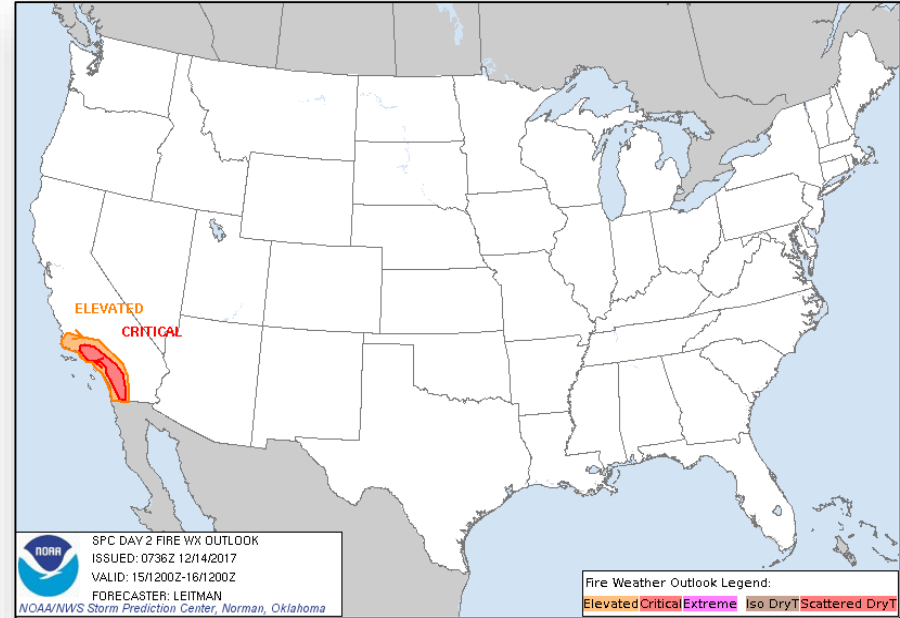 ELEVATED
CRITICAL
NOAA
SPC DAY 2 FIRE WX OUTLOOK
ISSUED: 0736Z 12/14/2017
VALID: 15/1200Z-16/1200Z
FORECASTER: LEITMAN
NOAA/NWS Storm Prediction Center, Norman, Oklahoma
Fire Weather Outlook Legend:
Elevated Critical Extreme Iso DryT Scattered DryT